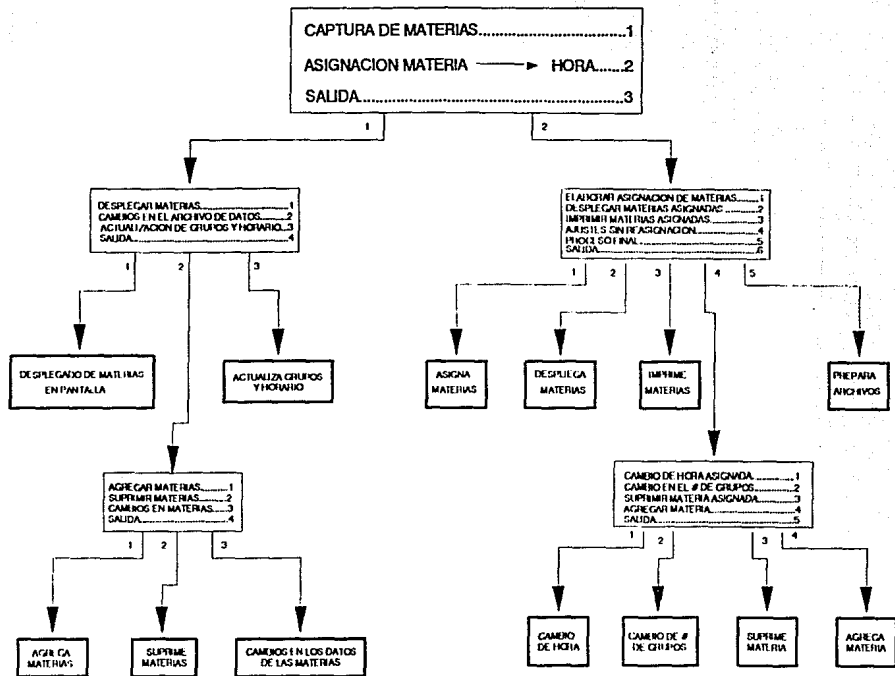 CAPTURA DE MATERIAS..................................1
ASIGNACION MATERIA HORA.......2
SALIDA..............................................................3
1 2
DESPLEGAR MATERIAS..............................1
CAMBIOS EN EL ARCHIVO DE DATOS.......2
ACTUALIZACION DE GRUPOS Y HORARIO..3
SALIDA.........................................................4
ELABORAR ASIGNACION DE MATERIAS....1
DESPLEGAR MATERIAS ASIGNADAS.........2
IMPRIMIR MATERIAS ASIGNADAS..............3
AJUSTES SIN REASIGNACION....................4
PROCESO FINAL.........................................5
SALIDA........................................................6
1 2 3
1 2 3 4 5
DESPLEGADO DE MATERIAS
EN PANTALLA
ACTUALIZA GRUPOS
Y HORARIO
ASIGNA
MATERIAS
DESPLIEGA
MATERIAS
IMPRIME
MATERIAS
PREPARA
ARCHIVOS
AGREGAR MATERIAS..................1
SUPRIMIR MATERIAS..................2
CAMBIOS EN MATERIAS.............3
SALIDA.........................................4
CAMBIO DE HORA ASIGNADA..............1
CAMBIO EN EL # DE GRUPOS..............2
SUPRIMIR MATERIA ASIGNADA...........3
AGREGAR MATERIA............................4
SALIDA..................................................5
1 2 3
1 2 3 4
AGREGA
MATERIAS
SUPRIME
MATERIAS
CAMBIOS EN LOS DATOS
DE LAS MATERIAS
CAMBIO
DE HORA
CAMBIO DE #
DE GRUPOS
SUPRIME
MATERIA
AGREGA
MATERIA